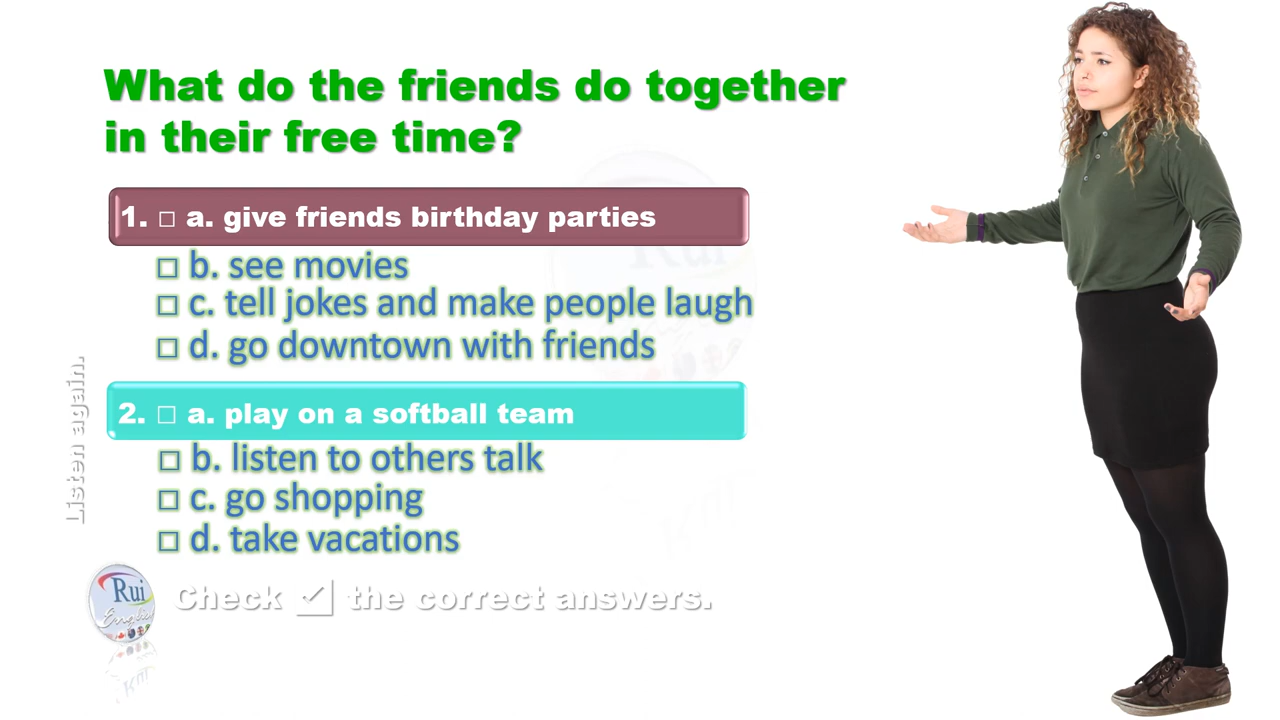 What do the friends do together
in their free time?
1. □ a. give friends birthday parties
□ b. see movies
□ c. tell jokes and make people laugh
□ d. go downtown with friends
2. □ a. play on a softball team
□ b. listen to others talk
□ c. go shopping
□ d. take vacations
Listen again.
Check ☑ the correct answers.
Rui
English